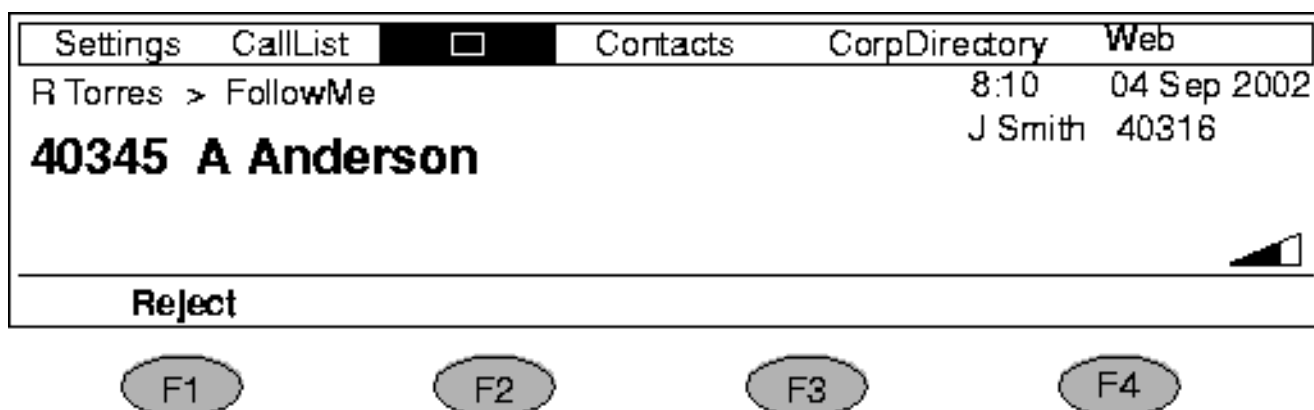 Settings CallList Contacts CorpDirectory Web
R Torres > FollowMe 8:10 04 Sep 2002
40345 A Anderson J Smith 40316
Reject
F1 F2 F3 F4